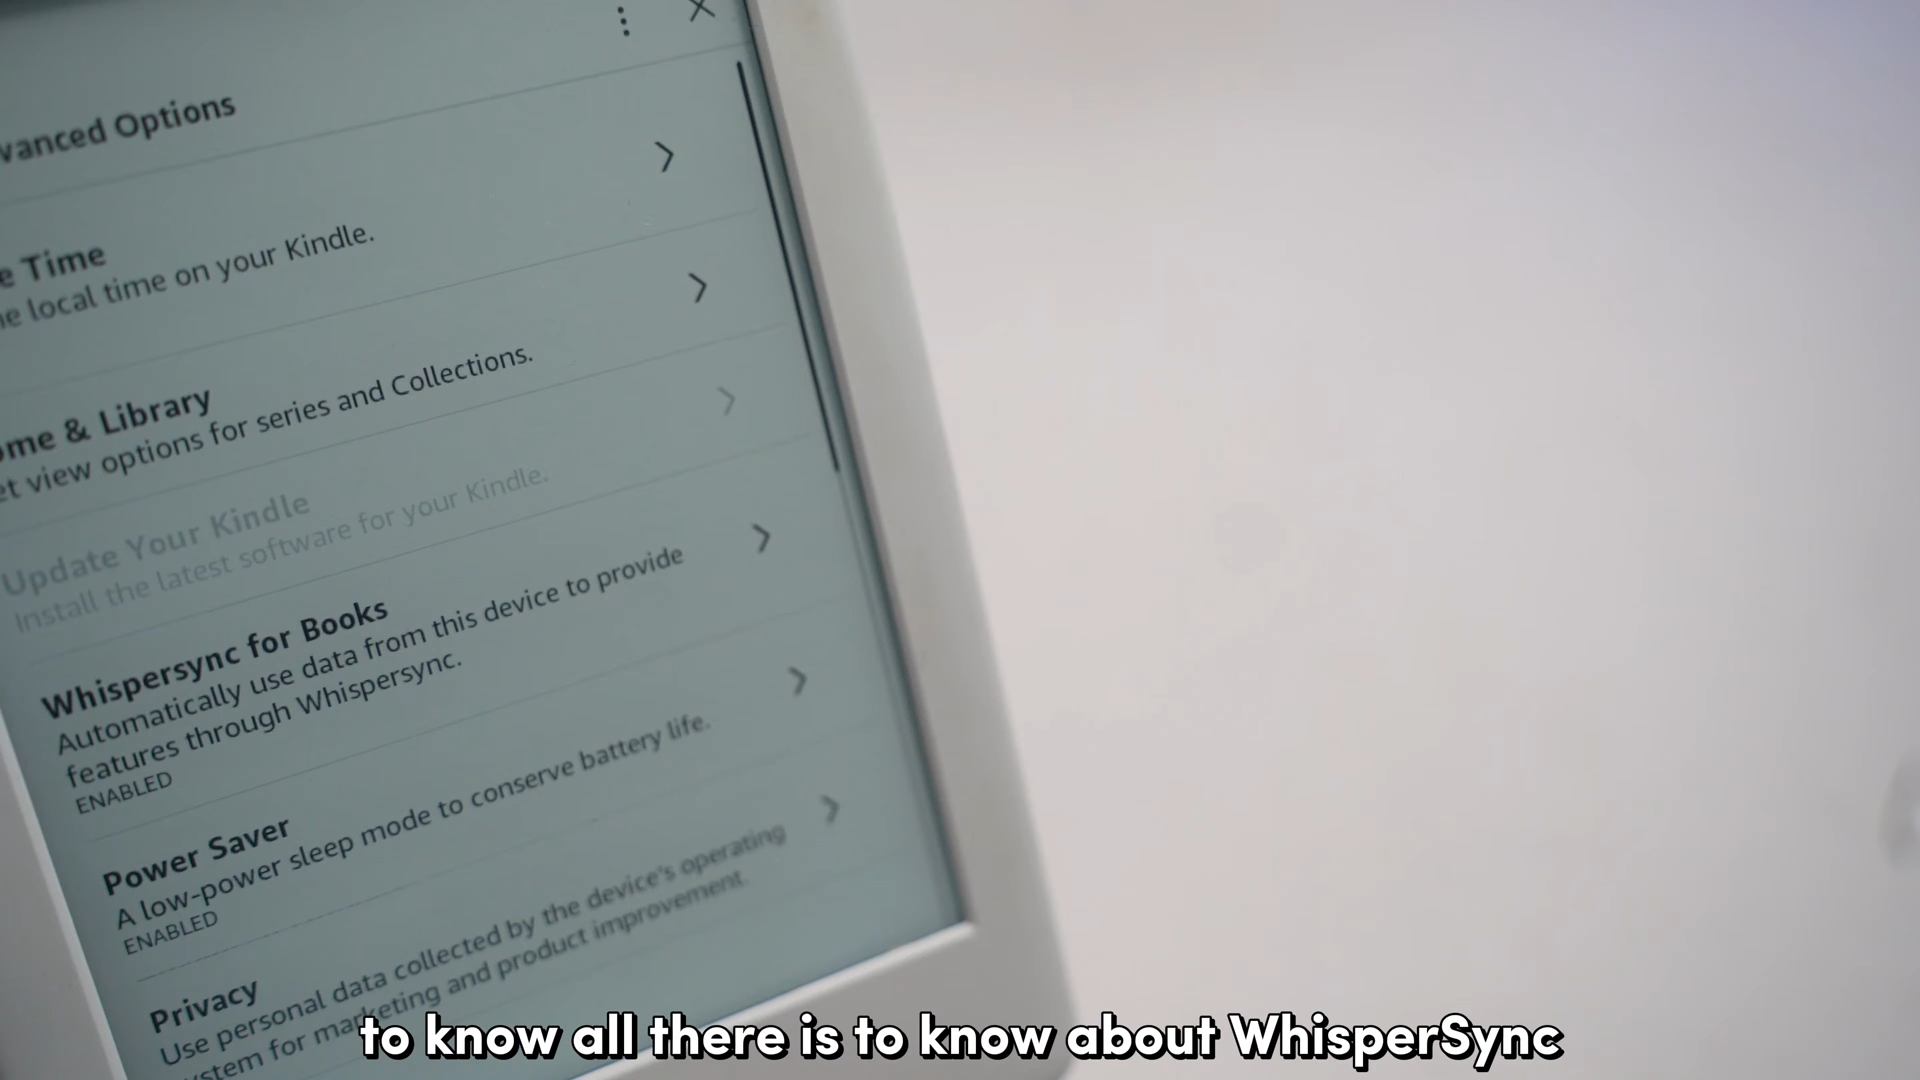 Options
Time
local time on your Kindle.
& Library
view options for series and Collections.
Update Your Kindle
Install the latest software for your Kindle.
Whispersync for Books
Automatically use data from this device to provide
features through Whispersync.
ENABLED
Power Saver
A low-power sleep mode to conserve battery life.
ENABLED
Privacy
Use personal data collected by the device's operating
for marketing and product improvement.
to know all there is to know about WhisperSync